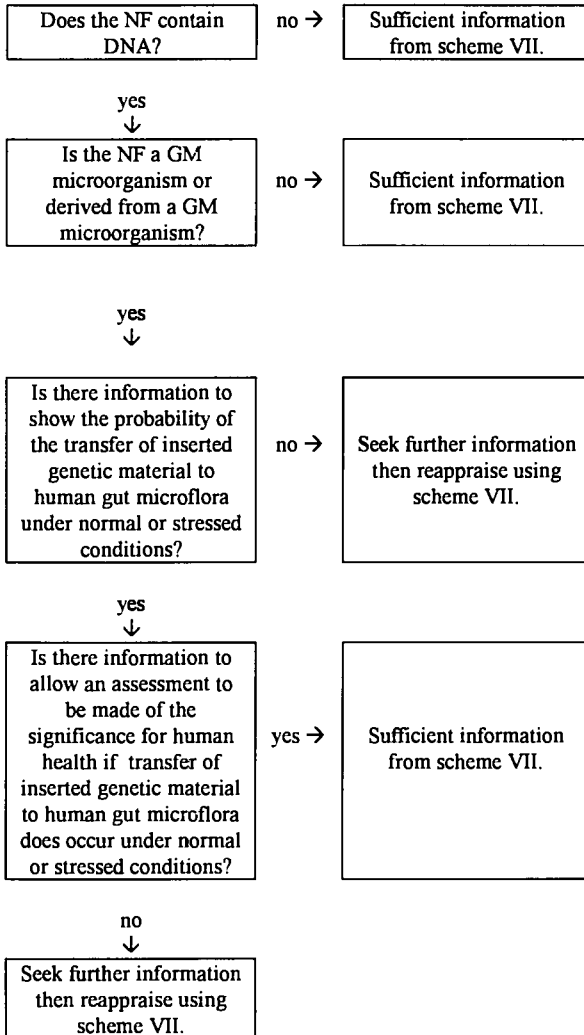 Does the NF contain
DNA?
no →
Sufficient information
from scheme VII.
yes
↓
Is the NF a GM
microorganism or
derived from a GM
microorganism?
no →
Sufficient information
from scheme VII.
yes
↓
Is there information to
show the probability of
the transfer of inserted
genetic material to
human gut microflora
under normal or stressed
conditions?
no →
Seek further information
then reappraise using
scheme VII.
yes
↓
Is there information to
allow an assessment to
be made of the
significance for human
health if transfer of
inserted genetic material
to human gut microflora
does occur under normal
or stressed conditions?
yes →
Sufficient information
from scheme VII.
no
↓
Seek further information
then reappraise using
scheme VII.